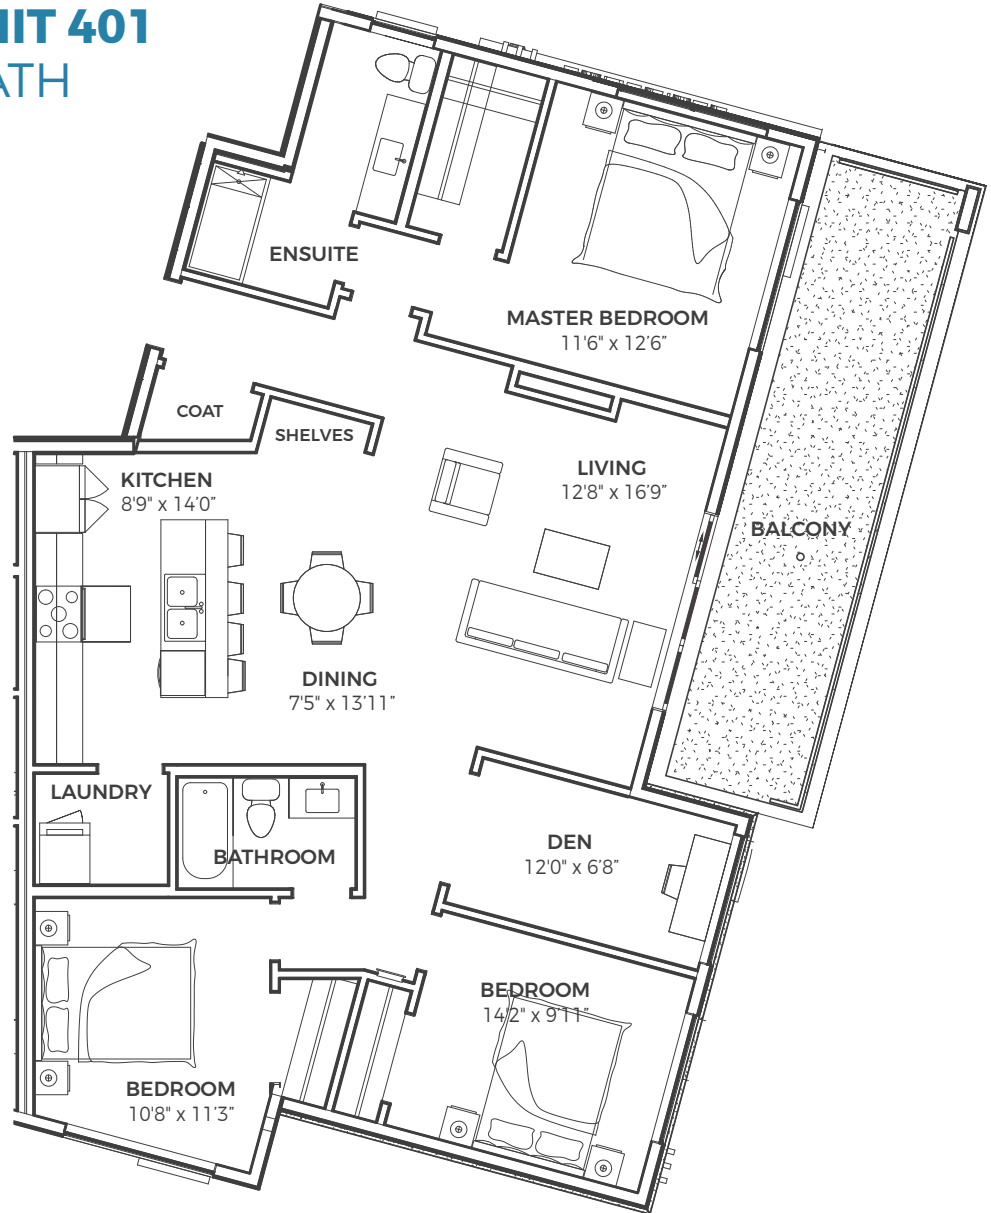 401
ENSUITE
MASTER BEDROOM
11'6" x 12'6"
COAT
SHELVES
KITCHEN
8'9" x 14'0"
LIVING
12'8" x 16'9"
BALCONY
DINING
7'5" x 13'11"
LAUNDRY
BATHROOM
DEN
12'0" x 6'8"
BEDROOM
14'2" x 9'11"
BEDROOM
10'8" x 11'3"